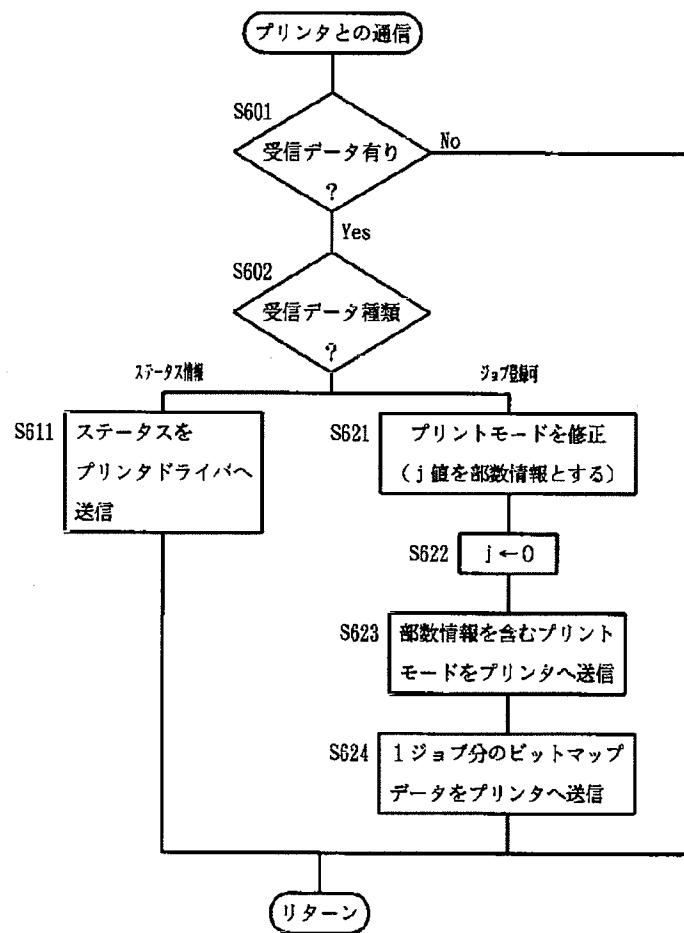 プリンタとの通信
S601
受信データ有り
?
No
Yes
S602
受信データ種類
?
ステータス情報
ジョブ登録可
S611
ステータスを
プリンタドライバへ
送信
S621
プリントモードを修正
(j値を部数情報とする)
S622
j←0
S623
部数情報を含むプリント
モードをプリンタへ送信
S624
1ジョブ分のビットマップ
データをプリンタへ送信
リターン